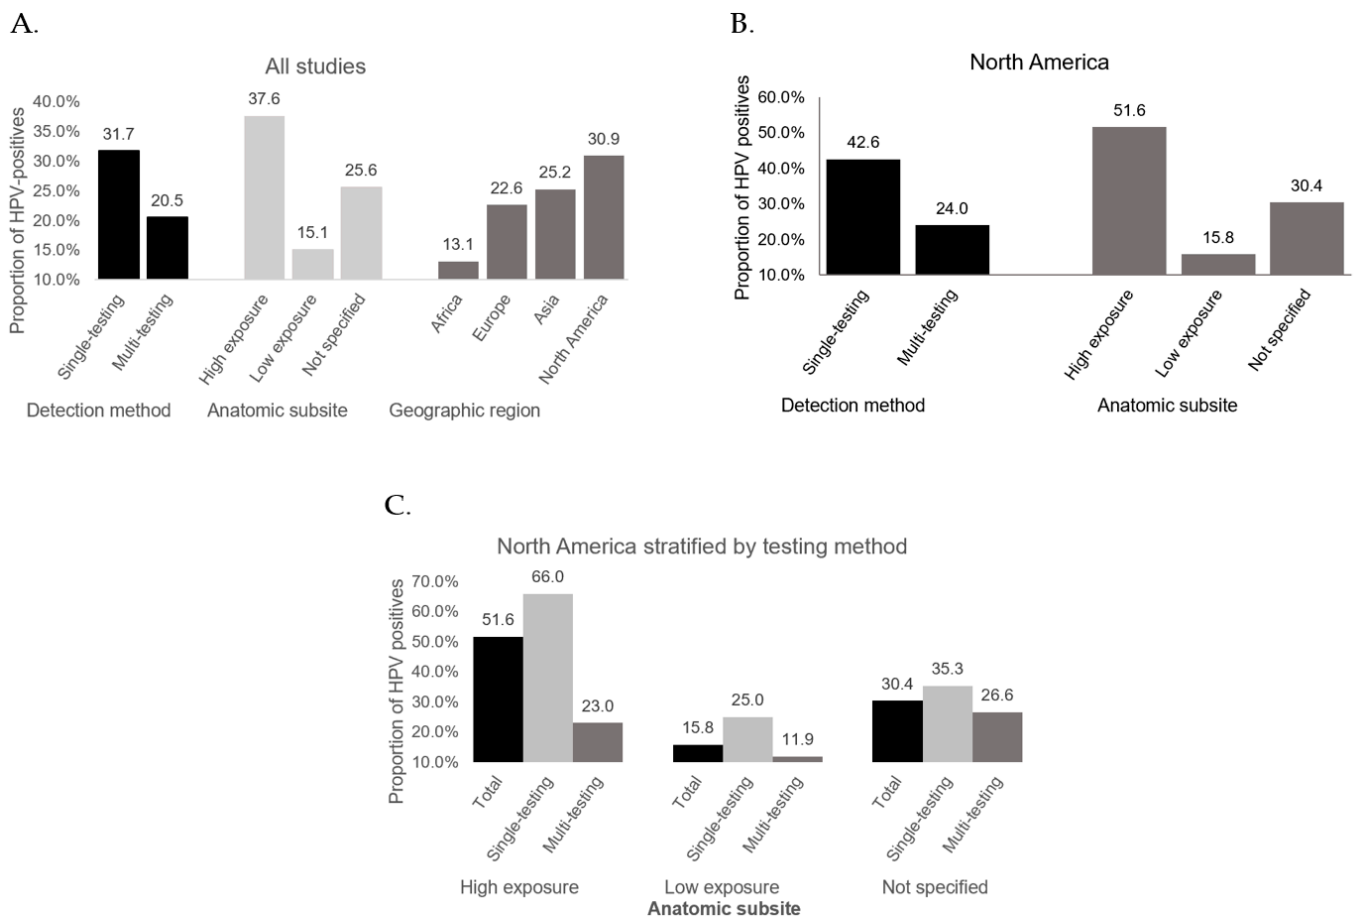 A.
All studies
Proportion of HPV-positives
40.0%
35.0%
30.0%
25.0%
20.0%
15.0%
10.0%
31.7
20.5
37.6
15.1
25.6
13.1
22.6
25.2
30.9
Single-testing
Multi-testing
High exposure
Low exposure
Not specified
Africa
Europe
Asia
North America
Detection method
Anatomic subsite
Geographic region
B.
North America
Proportion of HPV positives
60.0%
50.0%
40.0%
30.0%
20.0%
10.0%
42.6
24.0
51.6
15.8
30.4
Single-testing
Multi-testing
High exposure
Low exposure
Not specified
Detection method
Anatomic subsite
C.
North America stratified by testing method
Proportion of HPV positives
70.0%
60.0%
50.0%
40.0%
30.0%
20.0%
10.0%
51.6
66.0
23.0
15.8
25.0
11.9
30.4
35.3
26.6
Total
Single-testing
Multi-testing
Total
Single-testing
Multi-testing
Total
Single-testing
Multi-testing
High exposure
Low exposure
Not specified
Anatomic subsite